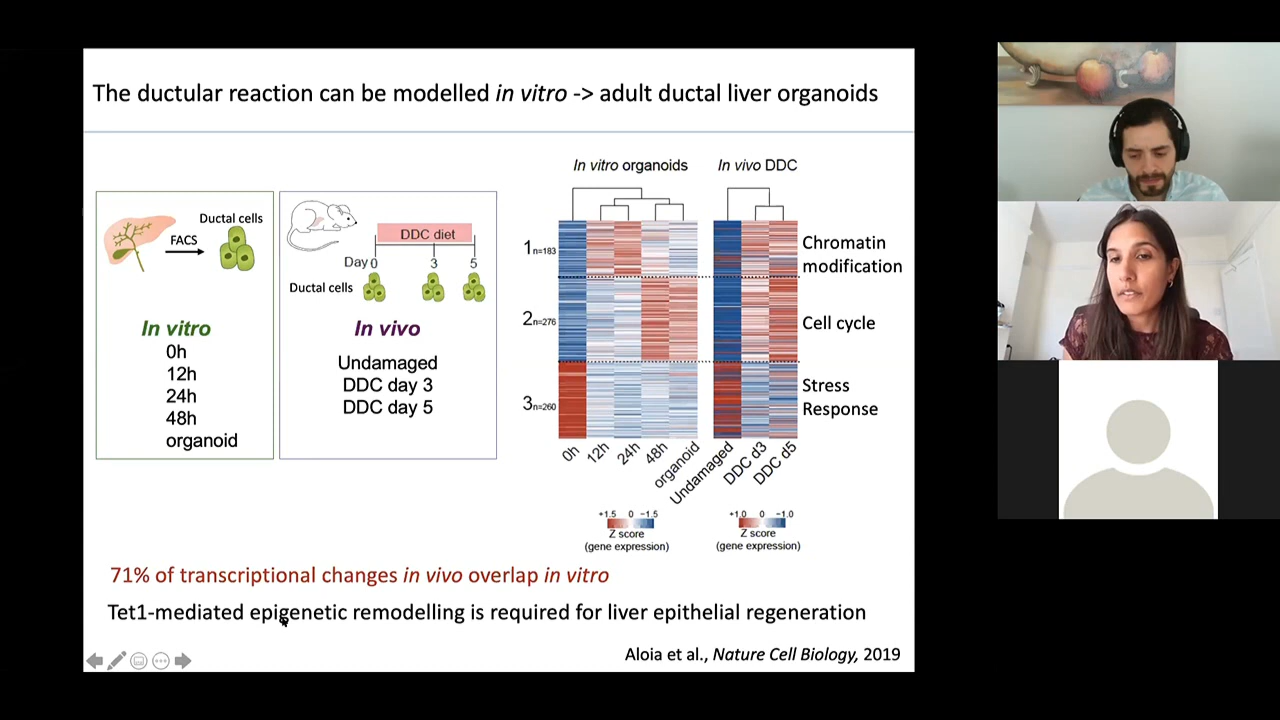 The ductular reaction can be modelled in vitro -> adult ductal liver organoids
Ductal cells
FACS
In vitro
0h
12h
24h
48h
organoid
DDC diet
Day 0 3 5
Ductal cells
In vivo
Undamaged
DDC day 3
DDC day 5
In vitro organoids
In vivo DDC
1n=183
Chromatin
modification
2n=276
Cell cycle
3n=260
Stress
Response
0h
12h
24h
48h
organoid
Undamaged
DDC d3
DDC d5
+1.5 0 −1.5
Z score
(gene expression)
+1.0 0 −1.0
Z score
(gene expression)
71% of transcriptional changes in vivo overlap in vitro
Tet1-mediated epigenetic remodelling is required for liver epithelial regeneration
Aloia et al., Nature Cell Biology, 2019